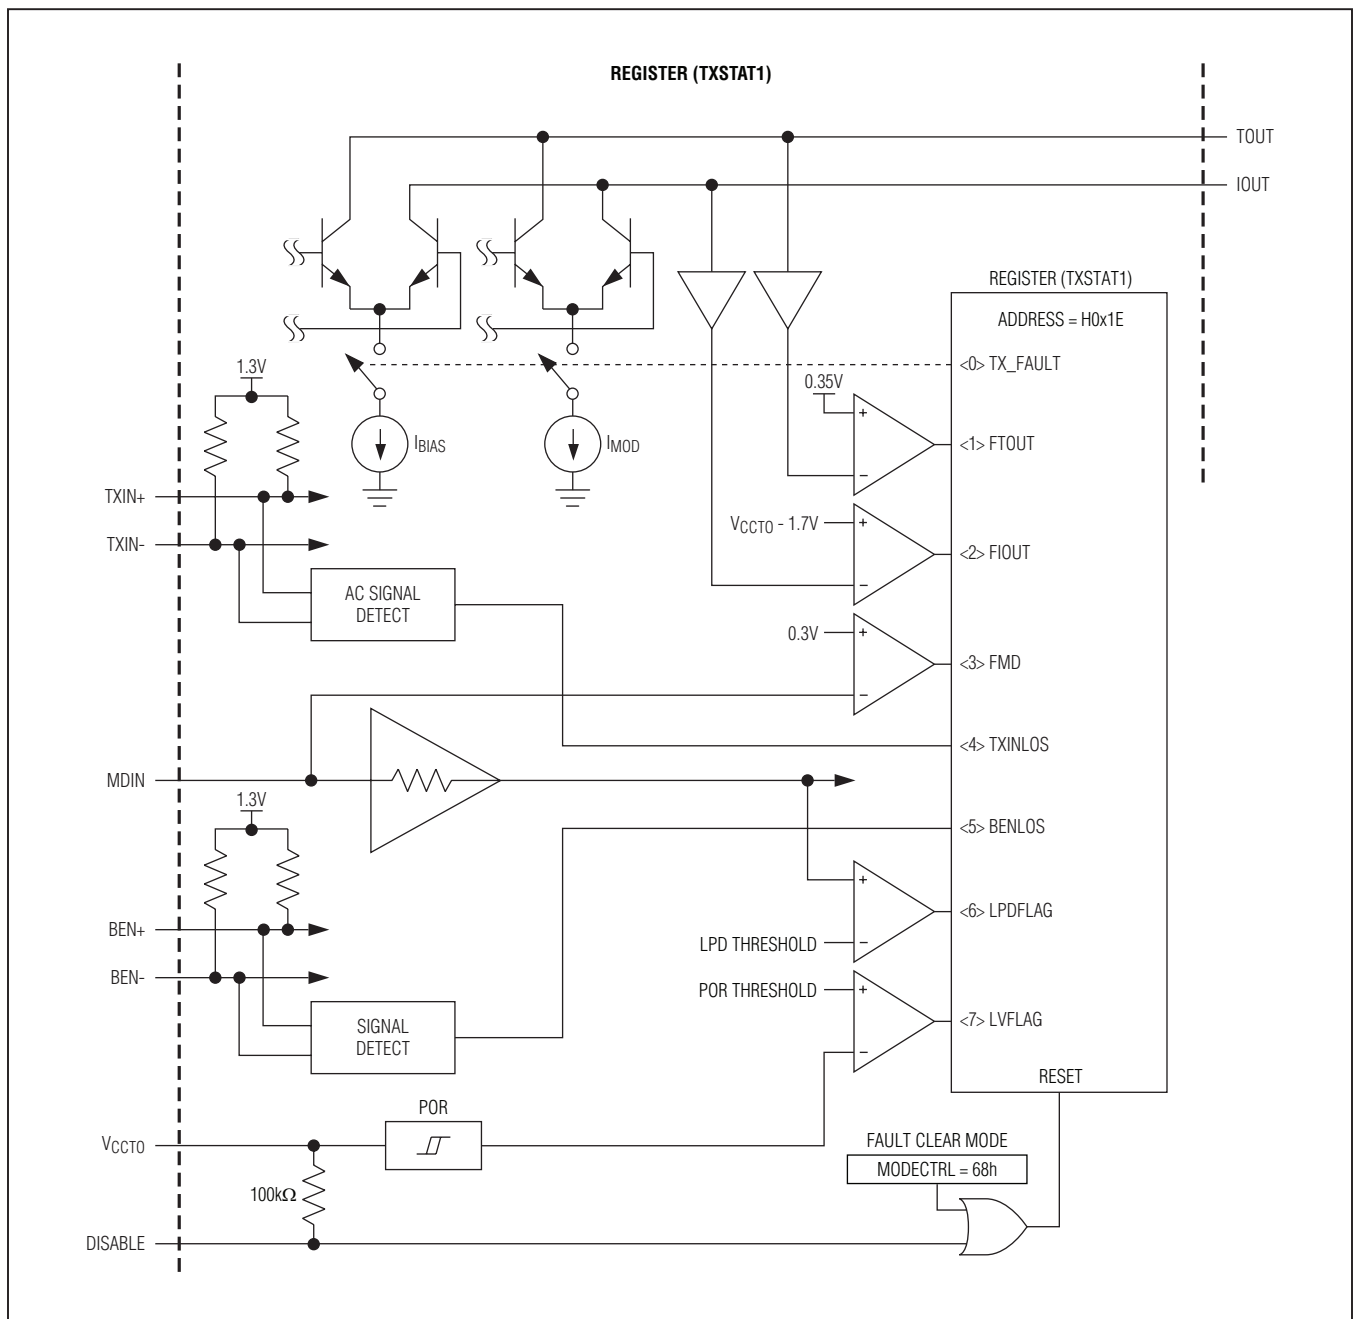 REGISTER (TXSTAT1)
TOUT
IOUT
REGISTER (TXSTAT1)
ADDRESS = H0x1E
1.3V
<0> TX_FAULT
0.35V
+
IBIAS
IMOD
<1> FTOUT
−
TXIN+
VCCTO - 1.7V
+
TXIN-
<2> FIOUT
−
AC SIGNAL
DETECT
0.3V
+
<3> FMD
−
<4> TXINLOS
MDIN
1.3V
<5> BENLOS
+
<6> LPDFLAG
BEN+
LPD THRESHOLD
−
BEN-
POR THRESHOLD
+
<7> LVFLAG
SIGNAL
DETECT
−
RESET
POR
VCCTO
FAULT CLEAR MODE
MODECTRL = 68h
100kΩ
DISABLE